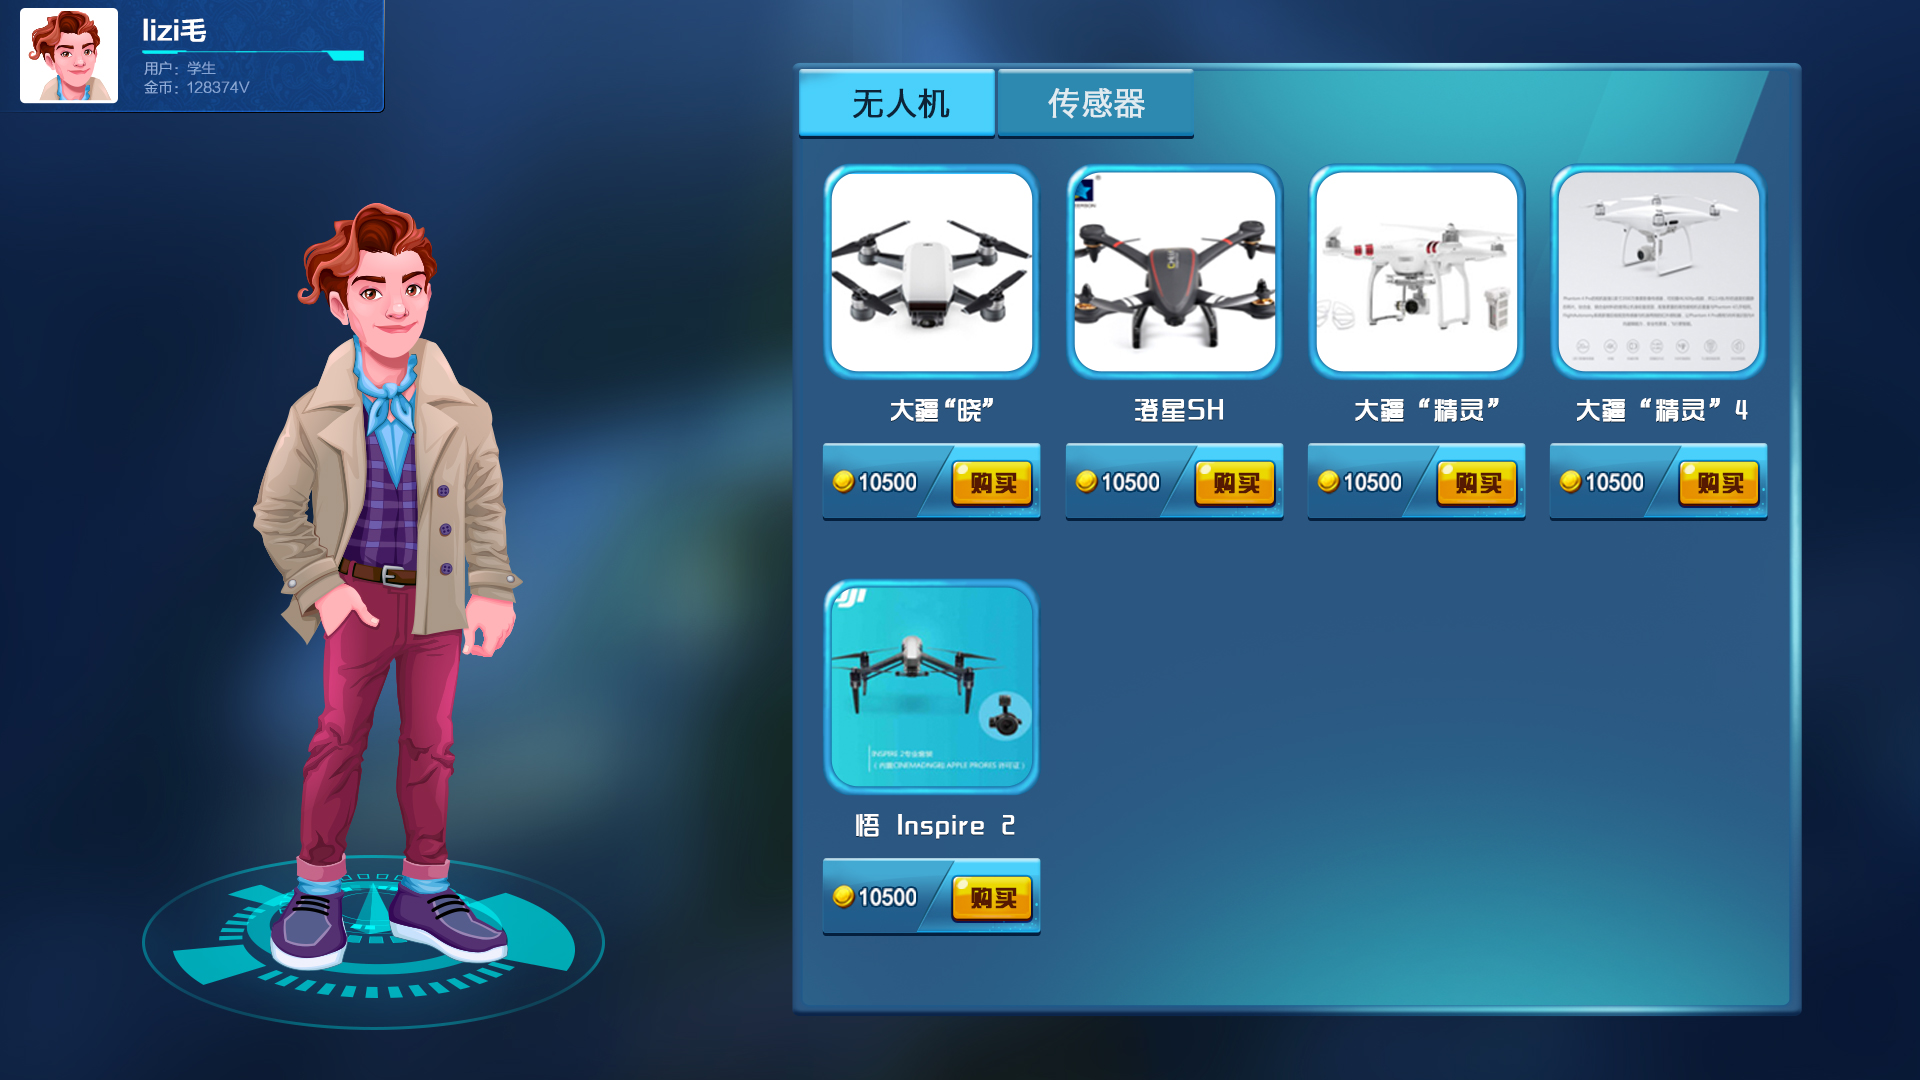 lizi毛
用户：学生
金币：128374V
无人机
传感器
大疆“晓”
澄星SH
大疆“精灵”
大疆“精灵”4
10500
购买
10500
购买
10500
购买
10500
购买
INSPIRE 2专业套装
（内置CINEMADNG和 APPLE PRORES 许可证）
悟 Inspire 2
10500
购买